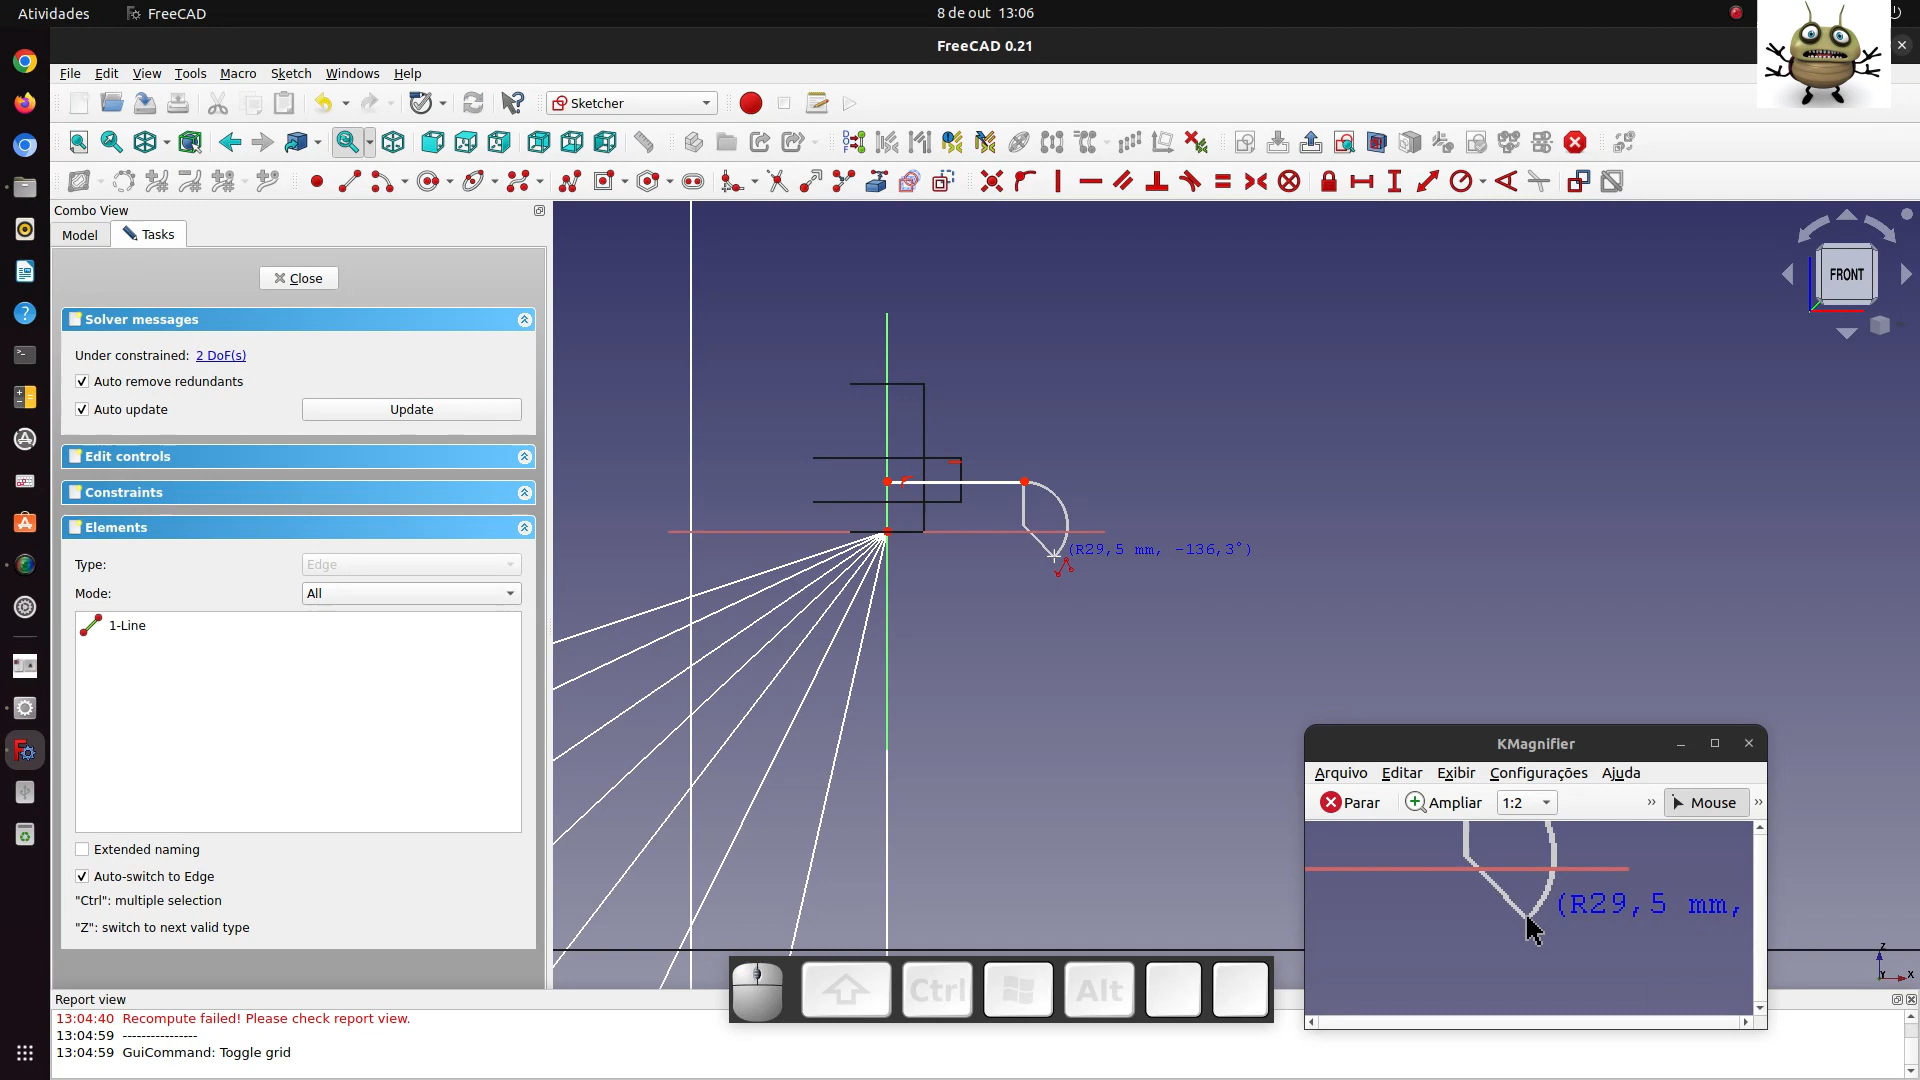 Atividades
FreeCAD
8 de out 13:06
FreeCAD 0.21
File Edit View Tools Macro Sketch Windows Help
Sketcher
Combo View
Model
Tasks
Close
Solver messages
Under constrained: 2 DoF(s)
Auto remove redundants
Auto update
Update
Edit controls
Constraints
Elements
Type:
Edge
Mode:
All
1-Line
Extended naming
Auto-switch to Edge
"Ctrl": multiple selection
"Z": switch to next valid type
(R29,5 mm, -136,3°)
FRONT
Z
Y
X
KMagnifier
Arquivo Editar Exibir Configurações Ajuda
Parar
Ampliar
1:2
Mouse
(R29,5 mm,
Ctrl
Alt
Report view
13:04:40 Recompute failed! Please check report view.
13:04:59 ----------------
13:04:59 GuiCommand: Toggle grid